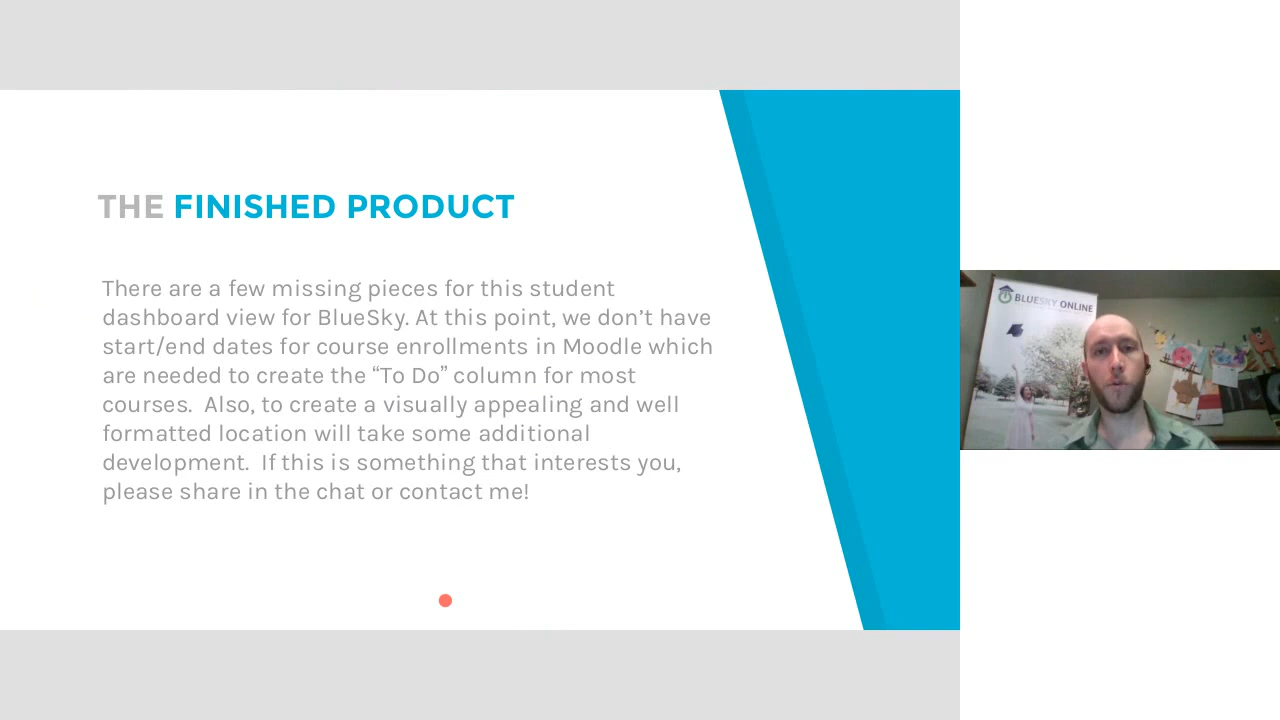 THE FINISHED PRODUCT
There are a few missing pieces for this student
dashboard view for BlueSky. At this point, we don’t have
start/end dates for course enrollments in Moodle which
are needed to create the “To Do” column for most
courses.  Also, to create a visually appealing and well
formatted location will take some additional
development.  If this is something that interests you,
please share in the chat or contact me!
BLUESKY ONLINE